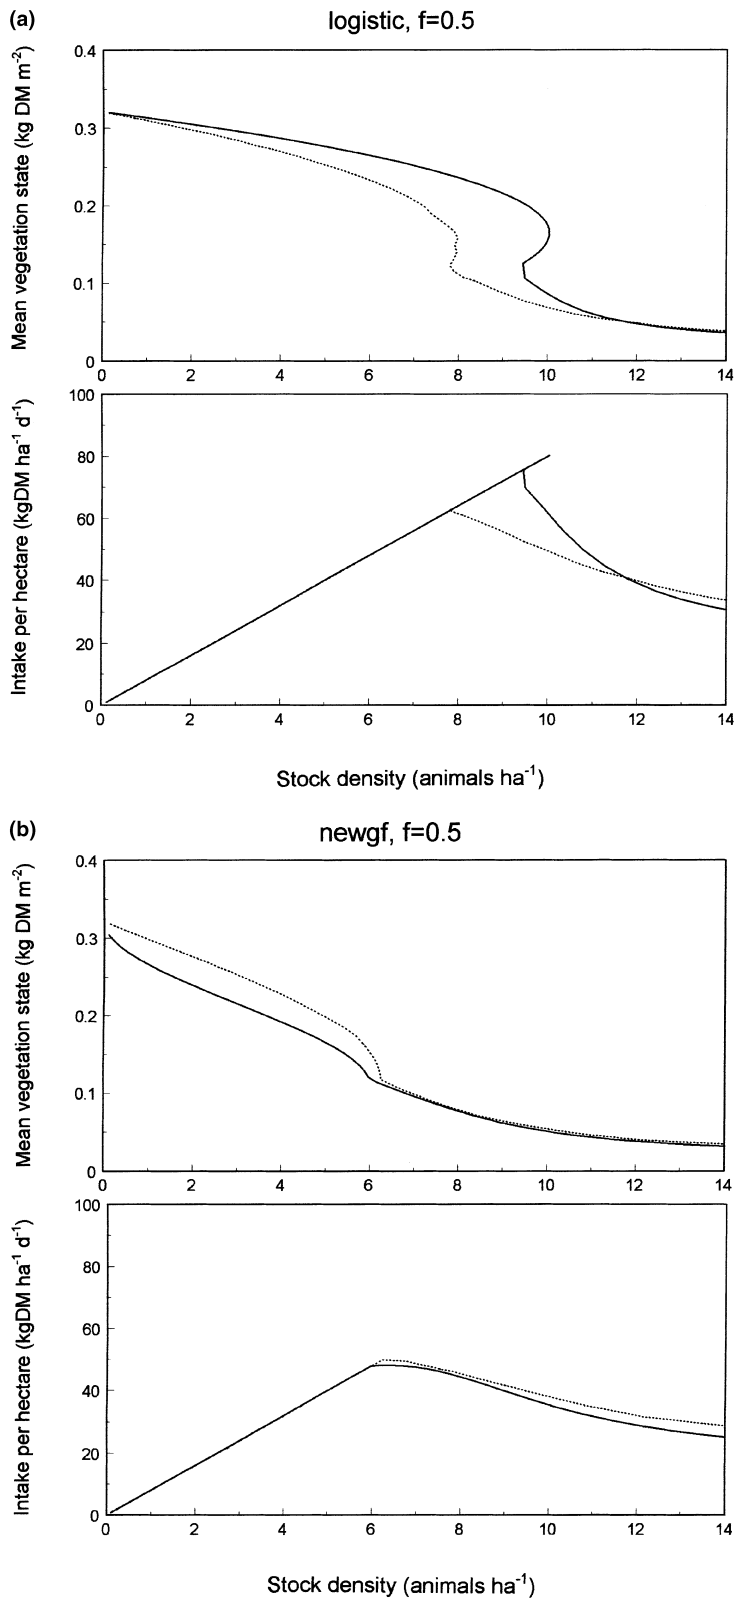 (a)
logistic, f=0.5
Mean vegetation state (kg DM m⁻²)
0.4
0.3
0.2
0.1
0
0 2 4 6 8 10 12 14
Intake per hectare (kgDM ha⁻¹ d⁻¹)
100
80
60
40
20
0
0 2 4 6 8 10 12 14
Stock density (animals ha⁻¹)
(b)
newgf, f=0.5
Mean vegetation state (kg DM m⁻²)
0.4
0.3
0.2
0.1
0
0 2 4 6 8 10 12 14
Intake per hectare (kgDM ha⁻¹ d⁻¹)
100
80
60
40
20
0
0 2 4 6 8 10 12 14
Stock density (animals ha⁻¹)